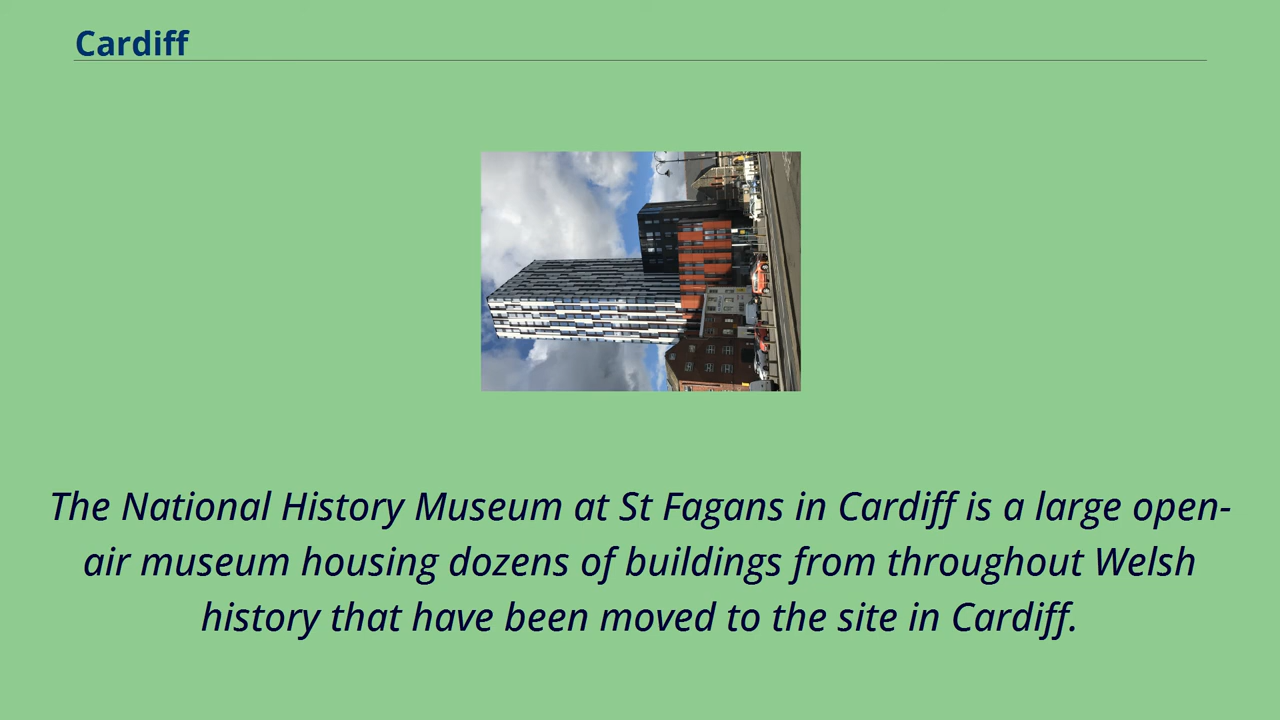 Cardiff
The National History Museum at St Fagans in Cardiff is a large open-
air museum housing dozens of buildings from throughout Welsh
history that have been moved to the site in Cardiff.